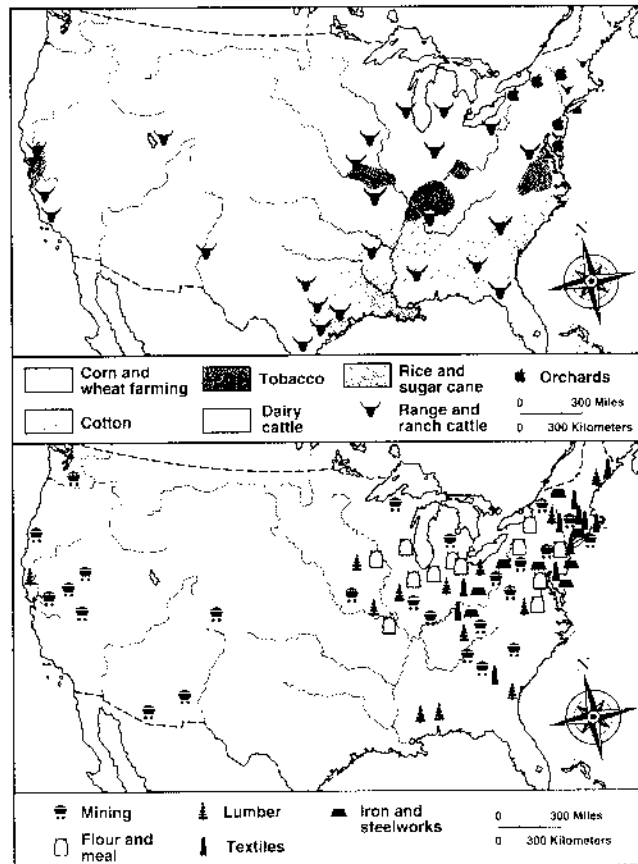 N
Corn and
wheat farming
Tobacco
Rice and
sugar cane
Orchards
Cotton
Dairy
cattle
Range and
ranch cattle
0 300 Miles
0 300 Kilometers
N
Mining
Lumber
Iron and
steelworks
Flour and
meal
Textiles
0 300 Miles
0 300 Kilometers